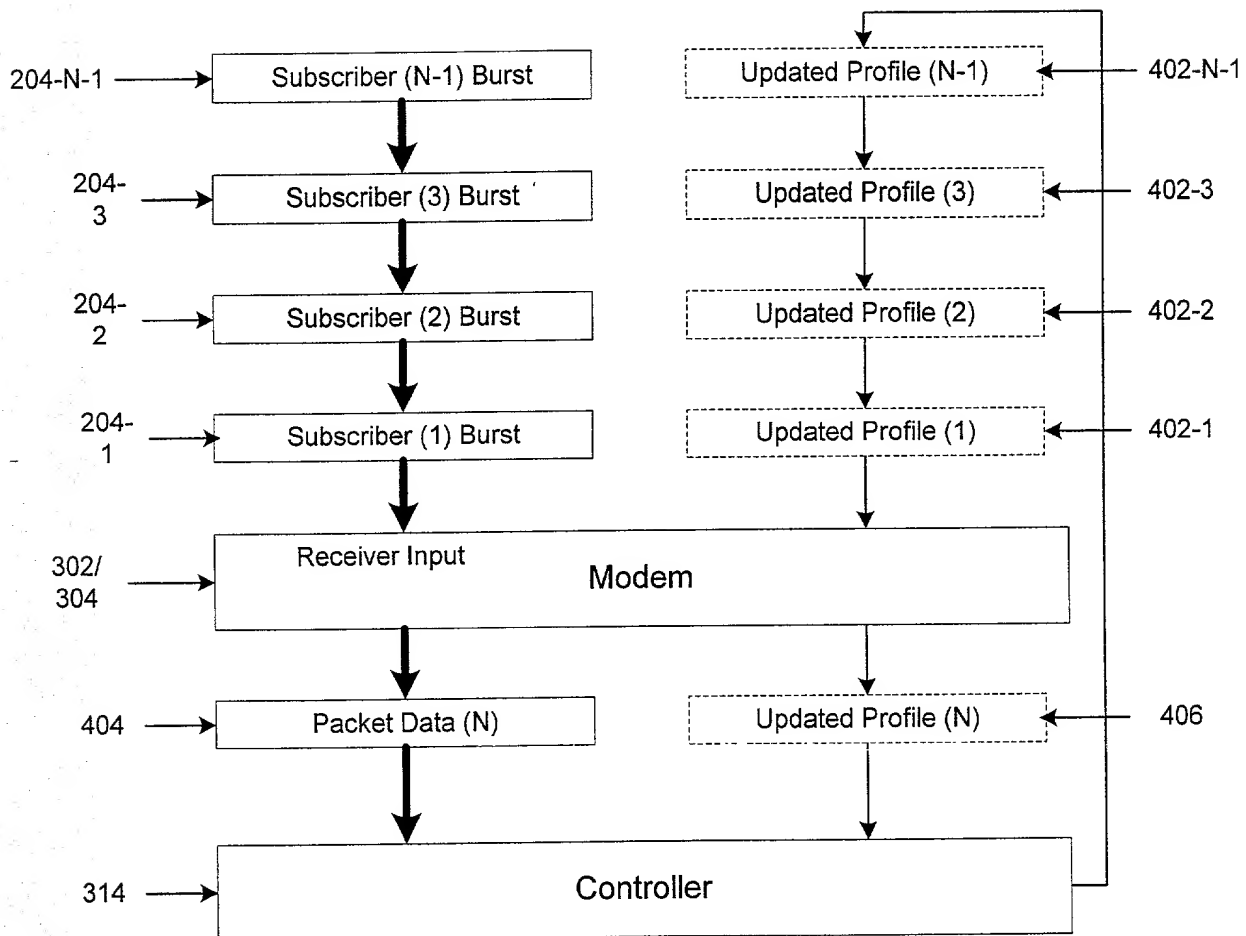 204-N-1 Subscriber (N-1) Burst Updated Profile (N-1) 402-N-1
204-
3 Subscriber (3) Burst Updated Profile (3) 402-3
204-
2 Subscriber (2) Burst Updated Profile (2) 402-2
204-
1 Subscriber (1) Burst Updated Profile (1) 402-1
Receiver Input
302/
304 Modem
404 Packet Data (N) Updated Profile (N) 406
314 Controller